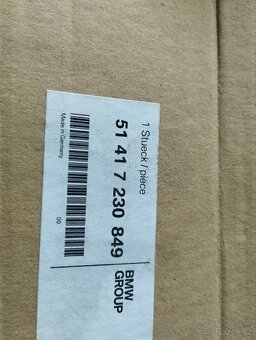 1 Stueck / piece
51 41 7 230 849
Made in Germany
00
BMW
GROUP